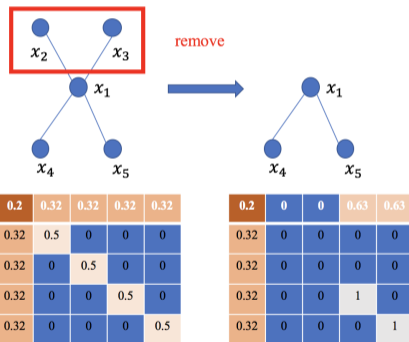 x₂ x₃ remove
x₁ x₁
x₄ x₅ x₄ x₅
0.2 0.32 0.32 0.32 0.32 0.2 0 0 0.63 0.63
0.32 0.5 0 0 0 0.32 0 0 0 0
0.32 0 0.5 0 0 0.32 0 0 0 0
0.32 0 0 0.5 0 0.32 0 0 1 0
0.32 0 0 0 0.5 0.32 0 0 0 1